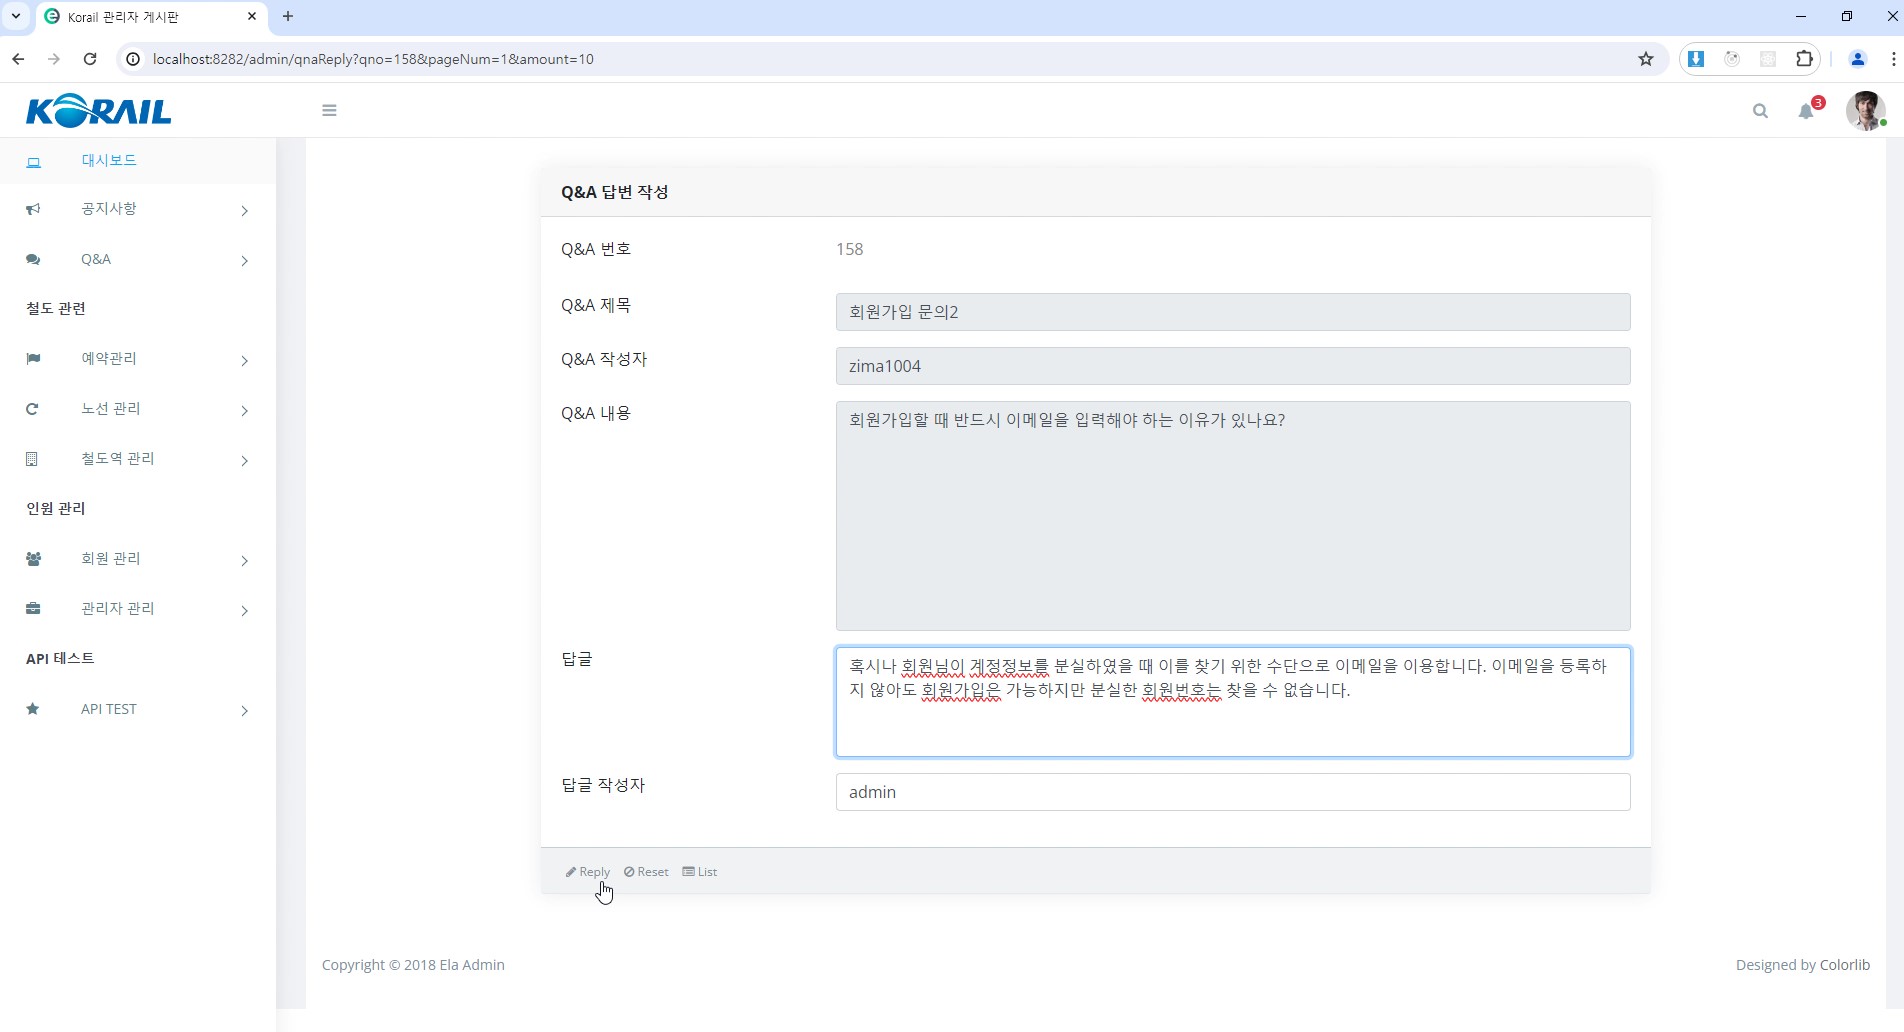 Korail 관리자 게시판
localhost:8282/admin/qnaReply?qno=158&pageNum=1&amount=10
KORAIL
3
대시보드
공지사항
Q&A
철도 관련
예약관리
노선 관리
철도역 관리
인원 관리
회원 관리
관리자 관리
API 테스트
API TEST
Q&A 답변 작성
Q&A 번호
158
Q&A 제목
회원가입 문의2
Q&A 작성자
zima1004
Q&A 내용
회원가입할 때 반드시 이메일을 입력해야 하는 이유가 있나요?
답글
혹시나 회원님이 계정정보를 분실하였을 때 이를 찾기 위한 수단으로 이메일을 이용합니다. 이메일을 등록하
지 않아도 회원가입은 가능하지만 분실한 회원번호는 찾을 수 없습니다.
답글 작성자
admin
Reply Reset List
Copyright © 2018 Ela Admin
Designed by Colorlib